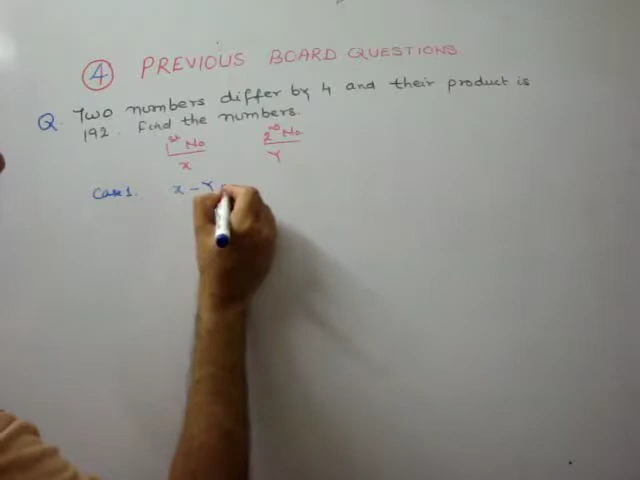 4 PREVIOUS BOARD QUESTIONS
Q. Two numbers differ by 4 and their product is
192. Find the numbers.
1st No 2nd No
x Y
Case 1. x - Y